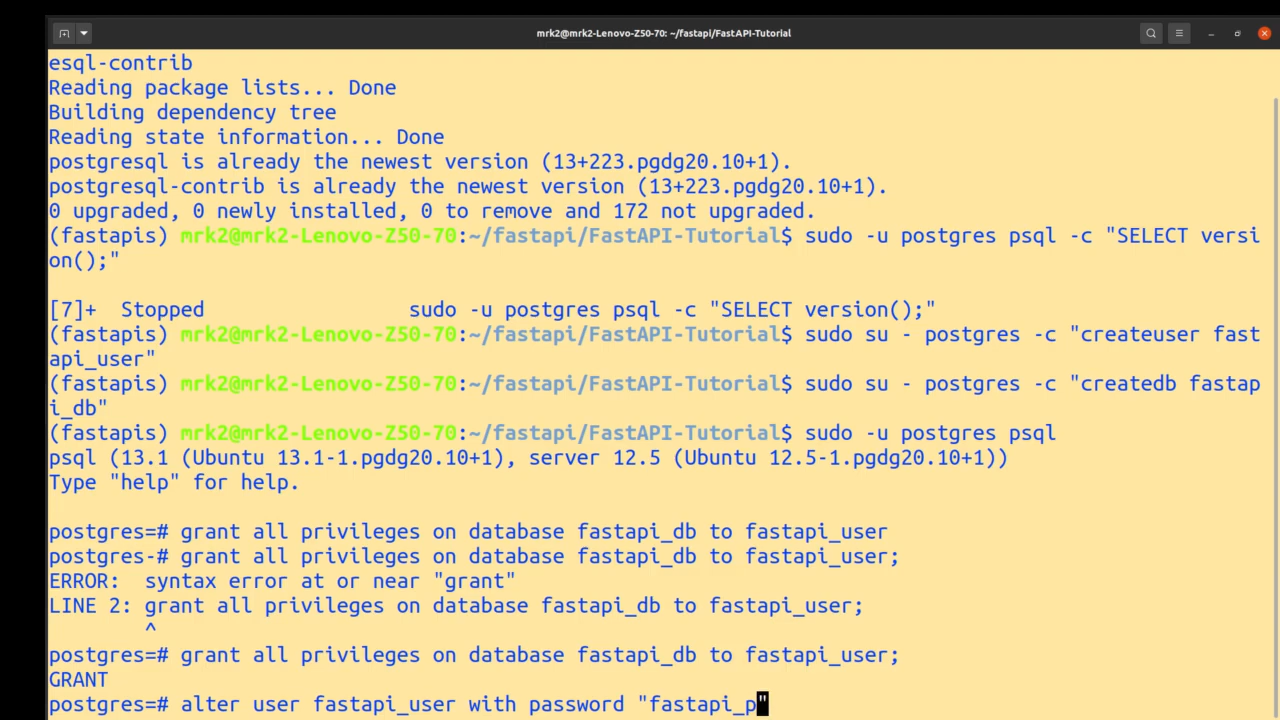 mrk2@mrk2-Lenovo-Z50-70: ~/fastapi/FastAPI-Tutorial
esql-contrib
Reading package lists... Done
Building dependency tree
Reading state information... Done
postgresql is already the newest version (13+223.pgdg20.10+1).
postgresql-contrib is already the newest version (13+223.pgdg20.10+1).
0 upgraded, 0 newly installed, 0 to remove and 172 not upgraded.
(fastapis) mrk2@mrk2-Lenovo-Z50-70:~/fastapi/FastAPI-Tutorial$ sudo -u postgres psql -c "SELECT versi
on();"
[7]+  Stopped                 sudo -u postgres psql -c "SELECT version();"
(fastapis) mrk2@mrk2-Lenovo-Z50-70:~/fastapi/FastAPI-Tutorial$ sudo su - postgres -c "createuser fast
api_user"
(fastapis) mrk2@mrk2-Lenovo-Z50-70:~/fastapi/FastAPI-Tutorial$ sudo su - postgres -c "createdb fastap
i_db"
(fastapis) mrk2@mrk2-Lenovo-Z50-70:~/fastapi/FastAPI-Tutorial$ sudo -u postgres psql
psql (13.1 (Ubuntu 13.1-1.pgdg20.10+1), server 12.5 (Ubuntu 12.5-1.pgdg20.10+1))
Type "help" for help.
postgres=# grant all privileges on database fastapi_db to fastapi_user
postgres-# grant all privileges on database fastapi_db to fastapi_user;
ERROR:  syntax error at or near "grant"
LINE 2: grant all privileges on database fastapi_db to fastapi_user;
        ^
postgres=# grant all privileges on database fastapi_db to fastapi_user;
GRANT
postgres=# alter user fastapi_user with password "fastapi_p"